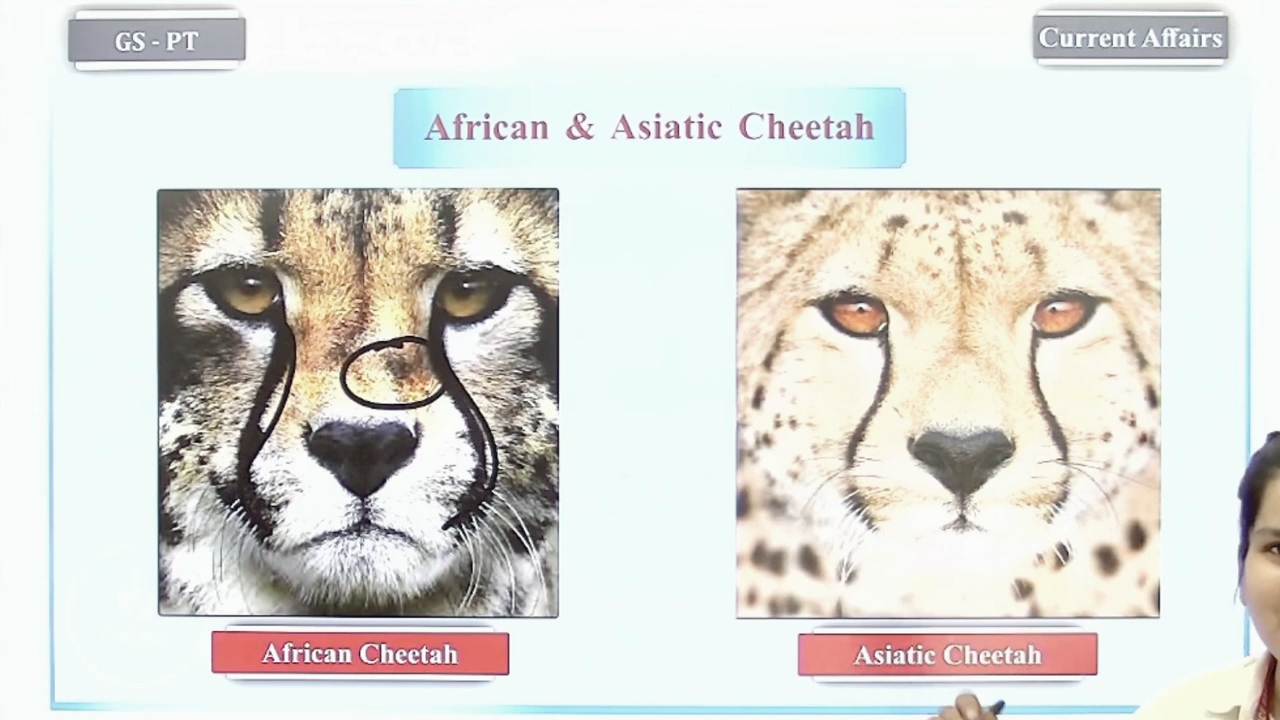 GS - PT
Current Affairs
African & Asiatic Cheetah
African Cheetah
Asiatic Cheetah